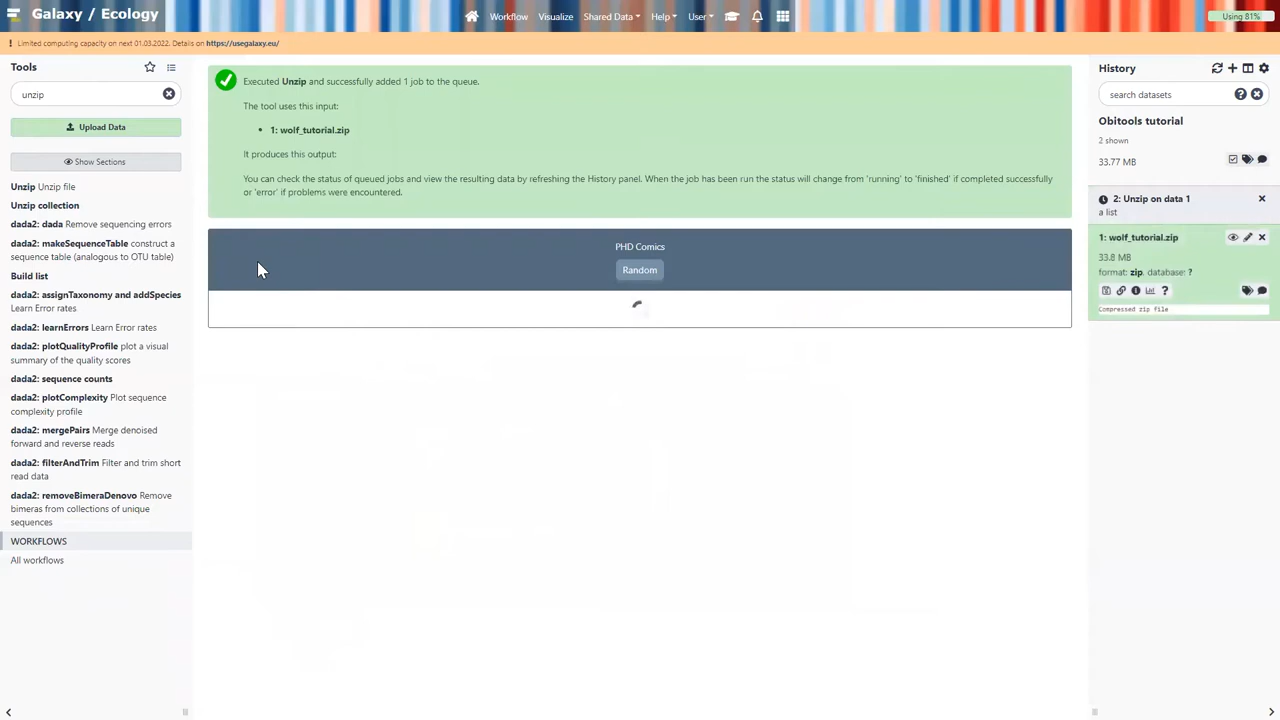 Galaxy / Ecology
Workflow
Visualize
Shared Data
Help
User
Using 81%
Limited computing capacity on next 01.03.2022. Details on https://usegalaxy.eu/
Tools
unzip
Upload Data
Show Sections
Unzip Unzip file
Unzip collection
dada2: dada Remove sequencing errors
dada2: makeSequenceTable construct a
sequence table (analogous to OTU table)
Build list
dada2: assignTaxonomy and addSpecies
Learn Error rates
dada2: learnErrors Learn Error rates
dada2: plotQualityProfile plot a visual
summary of the quality scores
dada2: sequence counts
dada2: plotComplexity Plot sequence
complexity profile
dada2: mergePairs Merge denoised
forward and reverse reads
dada2: filterAndTrim Filter and trim short
read data
dada2: removeBimeraDenovo Remove
bimeras from collections of unique
sequences
WORKFLOWS
All workflows
Executed Unzip and successfully added 1 job to the queue.
The tool uses this input:
1: wolf_tutorial.zip
It produces this output:
You can check the status of queued jobs and view the resulting data by refreshing the History panel. When the job has been run the status will change from 'running' to 'finished' if completed successfully
or 'error' if problems were encountered.
PHD Comics
Random
History
search datasets
Obitools tutorial
2 shown
33.77 MB
2: Unzip on data 1
a list
1: wolf_tutorial.zip
33.8 MB
format: zip, database: ?
Compressed zip file